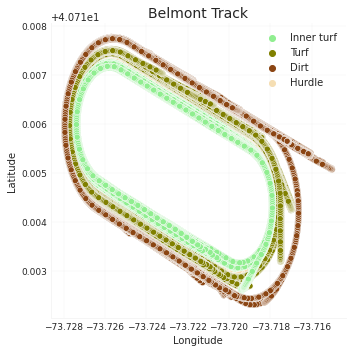 Belmont Track
+4.071e1
0.008
0.007
0.006
0.005
0.004
0.003
Latitude
Inner turf
Turf
Dirt
Hurdle
−73.728 −73.726 −73.724 −73.722 −73.720 −73.718 −73.716
Longitude